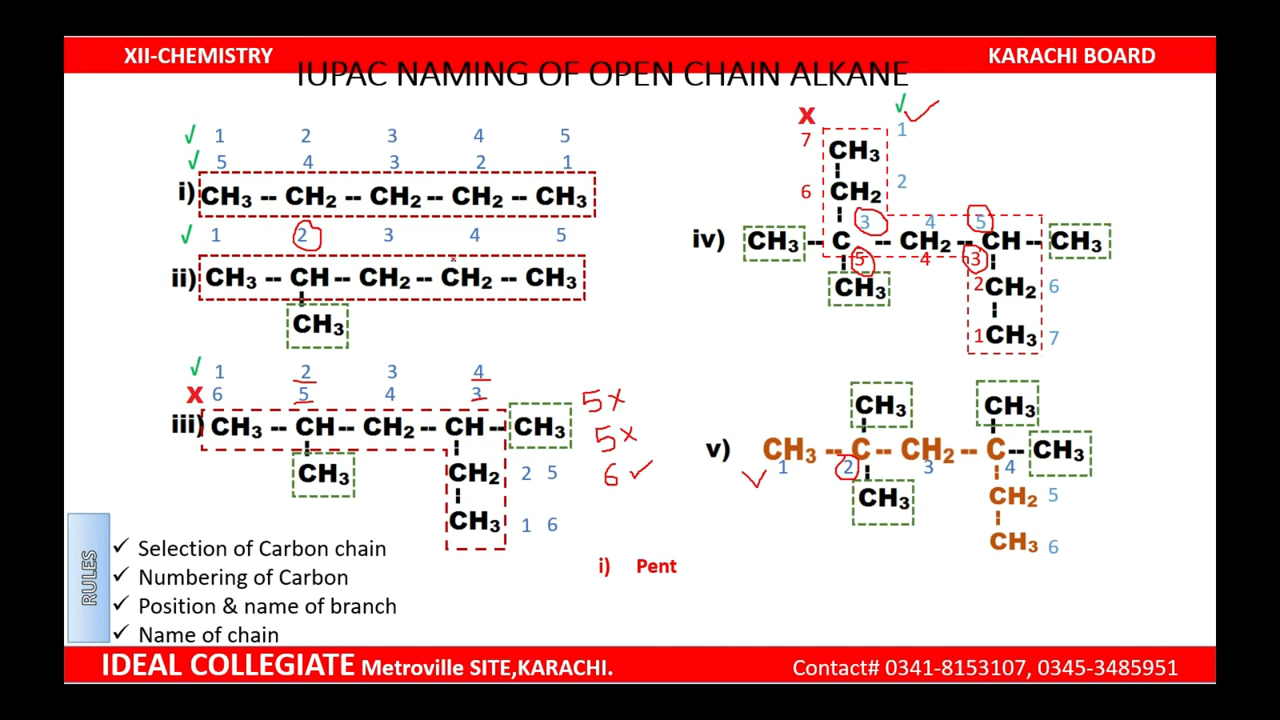 XII-CHEMISTRY
KARACHI BOARD
IUPAC NAMING OF OPEN CHAIN ALKANE
√ 1 2 3 4 5
√ 5 4 3 2 1
i) CH₃ -- CH₂ -- CH₂ -- CH₂ -- CH₃
√ 1 2 3 4 5
ii) CH₃ -- CH -- CH₂ -- CH₂ -- CH₃
CH₃
√ 1 2 3 4
X 6 5 4 3
iii) CH₃ -- CH -- CH₂ -- CH -- CH₃
CH₃
CH₂ 2 5
CH₃ 1 6
5 x
5 x
6 ✓
X √ ✓
7 CH₃ 1
6 CH₂ 2
3 4 5
iv) CH₃ -- C -- CH₂ -- CH -- CH₃
5 4 3
CH₃
2 CH₂ 6
1 CH₃ 7
CH₃ CH₃
v) CH₃ -- C -- CH₂ -- C -- CH₃
✓ 1 2 3 4
CH₃
CH₂ 5
CH₃ 6
RULES
✓ Selection of Carbon chain
✓ Numbering of Carbon
✓ Position & name of branch
✓ Name of chain
i) Pent
IDEAL COLLEGIATE Metroville SITE,KARACHI.
Contact# 0341-8153107, 0345-3485951